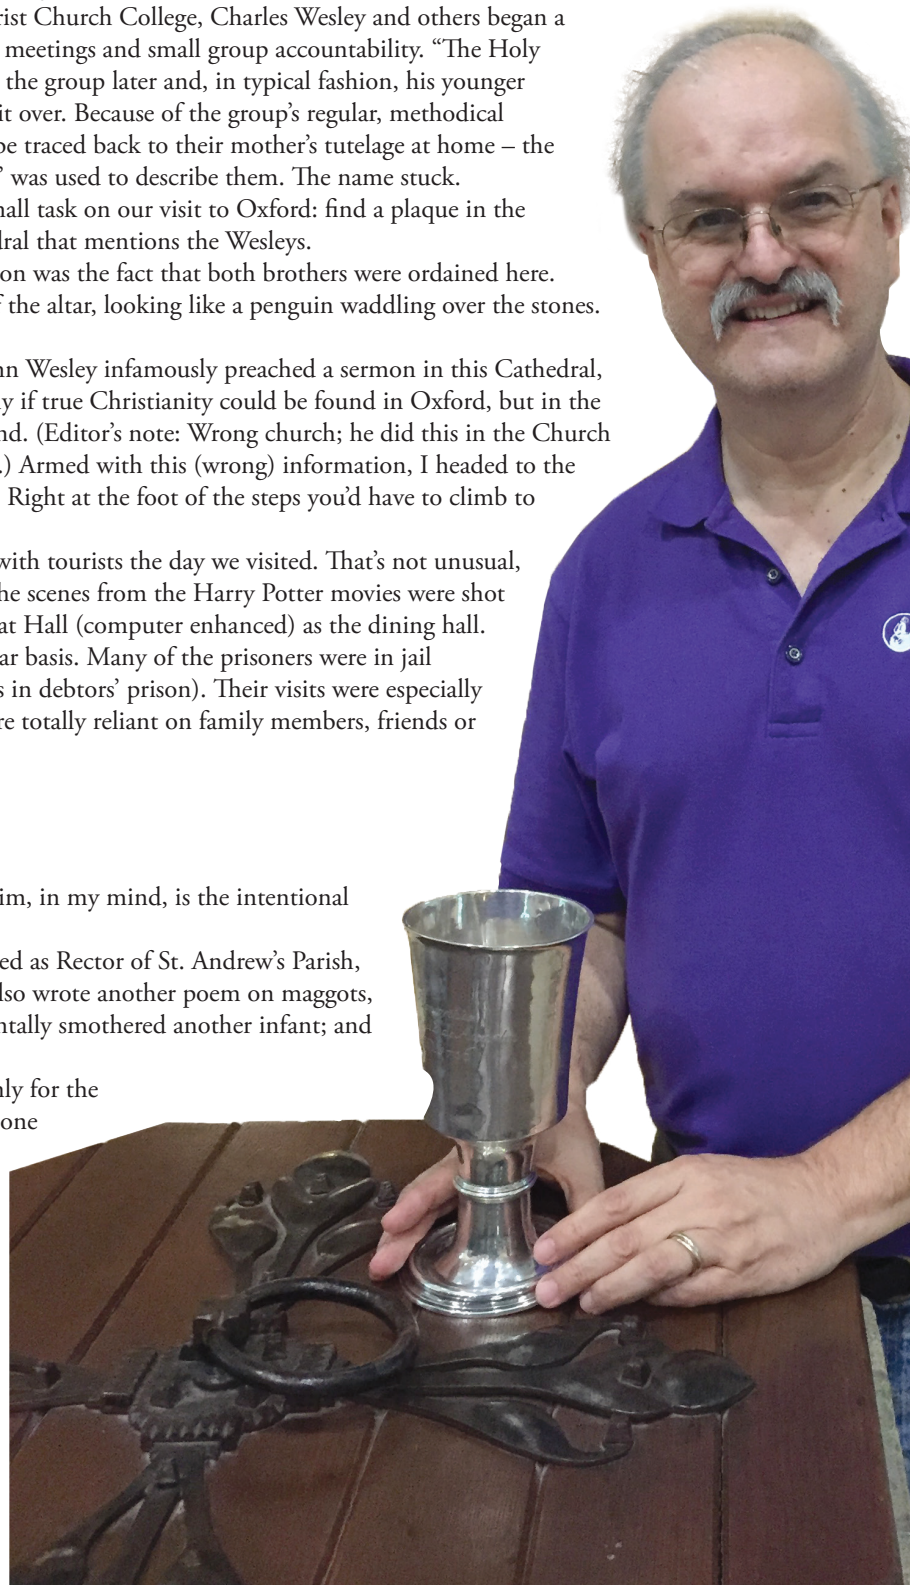 rist Church College, Charles Wesley and others began a
meetings and small group accountability. “The Holy
the group later and, in typical fashion, his younger
it over. Because of the group’s regular, methodical
be traced back to their mother’s tutelage at home – the
’ was used to describe them. The name stuck.
nall task on our visit to Oxford: find a plaque in the
dral that mentions the Wesleys.
on was the fact that both brothers were ordained here.
f the altar, looking like a penguin waddling over the stones.
nn Wesley infamously preached a sermon in this Cathedral,
y if true Christianity could be found in Oxford, but in the
nd. (Editor’s note: Wrong church; he did this in the Church
.) Armed with this (wrong) information, I headed to the
Right at the foot of the steps you’d have to climb to
with tourists the day we visited. That’s not unusual,
he scenes from the Harry Potter movies were shot
at Hall (computer enhanced) as the dining hall.
ar basis. Many of the prisoners were in jail
s in debtors’ prison). Their visits were especially
re totally reliant on family members, friends or
im, in my mind, is the intentional
ed as Rector of St. Andrew’s Parish,
lso wrote another poem on maggots,
ntally smothered another infant; and
nly for the
one